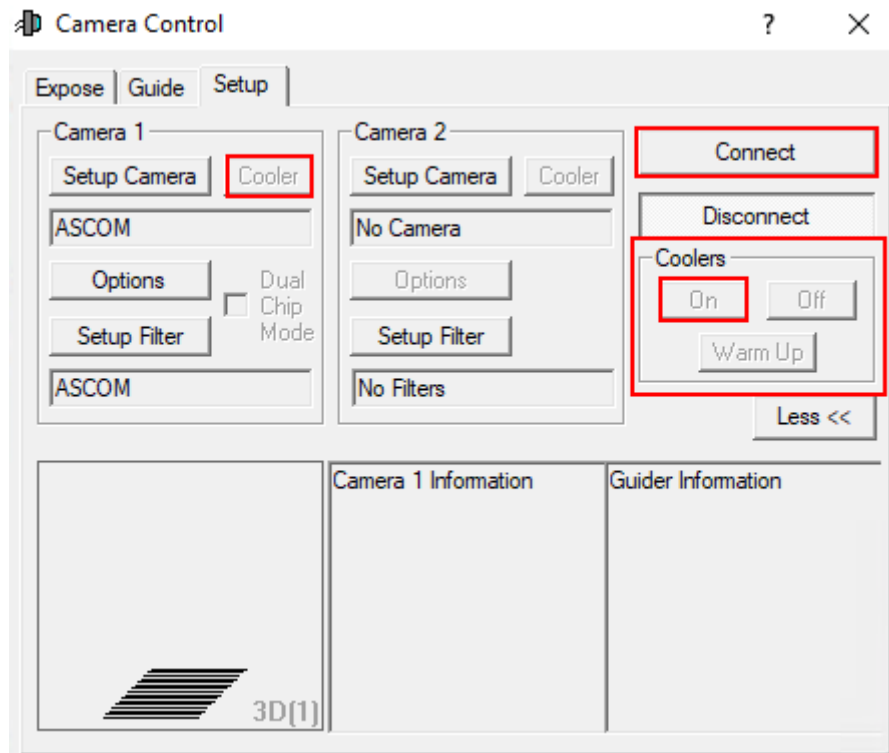 Camera Control
?
Expose
Guide
Setup
Camera 1
Setup Camera
Cooler
ASCOM
Options
Dual
Chip
Mode
Setup Filter
ASCOM
Camera 2
Setup Camera
Cooler
No Camera
Options
Setup Filter
No Filters
Connect
Disconnect
Coolers
On
Off
Warm Up
Less <<
3D(1)
Camera 1 Information
Guider Information